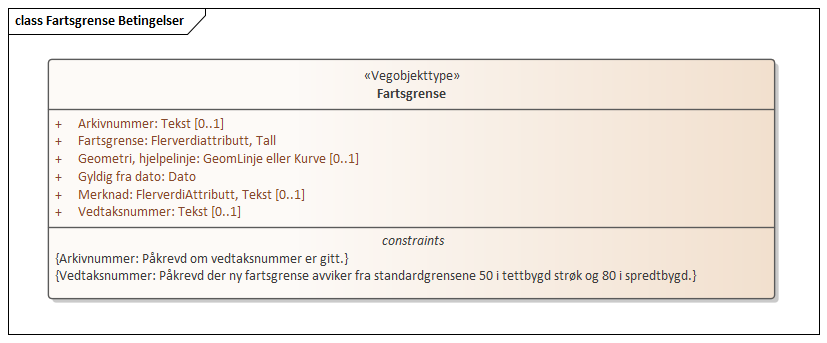 class Fartsgrense Betingelser
«Vegobjekttype»
Fartsgrense
+ Arkivnummer: Tekst [0..1]
+ Fartsgrense: Flerverdiattributt, Tall
+ Geometri, hjelpelinje: GeomLinje eller Kurve [0..1]
+ Gyldig fra dato: Dato
+ Merknad: FlerverdiAttributt, Tekst [0..1]
+ Vedtaksnummer: Tekst [0..1]
constraints
{Arkivnummer: Påkrevd om vedtaksnummer er gitt.}
{Vedtaksnummer: Påkrevd der ny fartsgrense avviker fra standardgrensene 50 i tettbygd strøk og 80 i spredtbygd.}